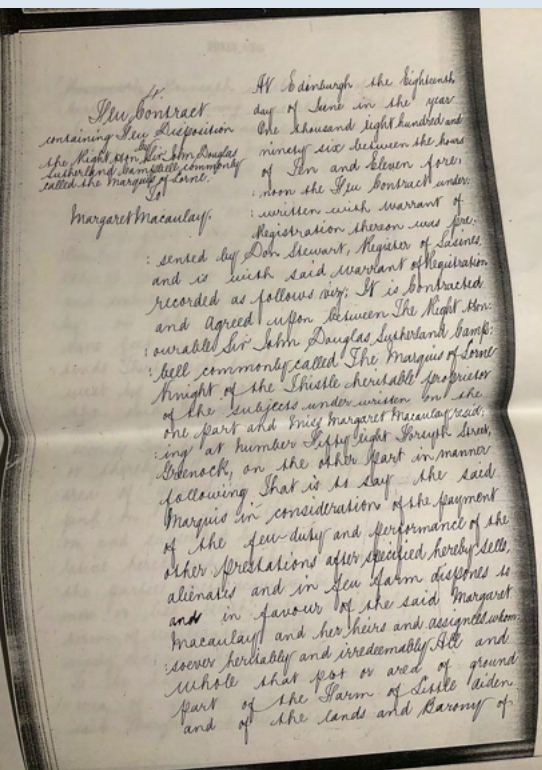 Feu Contract
containing Feu Disposition
by
the Right Hon Sir John Douglas
Sutherland Campbell commonly
called the Marquis of Lorne.
To
Margaret Macaulay.
At Edinburgh the Eighteenth
day of June in the year
One thousand eight hundred and
ninety six between the hours
of Ten and Eleven fore:
:noon the Feu Contract under:
:written with warrant of
Registration thereon was pre:
:sented by Don Stewart, Register of Sasines,
and is with said warrant of Registration
recorded as follows viz; It is Contracted
and Agreed upon between The Right Hon:
:ourable Sir John Douglas Sutherland Camp:
:bell commonly called The Marquis of Lorne
Knight of the Thistle heritable proprietor
of the subjects under written on the
one part and Miss Margaret Macaulay resid:
:ing at Number Fifty eight Forsyth Street,
Greenock, on the other part in manner
following That is to say the said
Marquis in consideration of the payment
of the feu-duty and performance of the
other prestations after specified hereby Sells,
alienates and in feu farm dispones to
and in favour of the said Margaret
Macaulay and her heirs and assignees whom:
:soever heritably and irredeemably All and
Whole that plot or area of ground
part of the Farm of Little aiden
and of the lands and Barony of